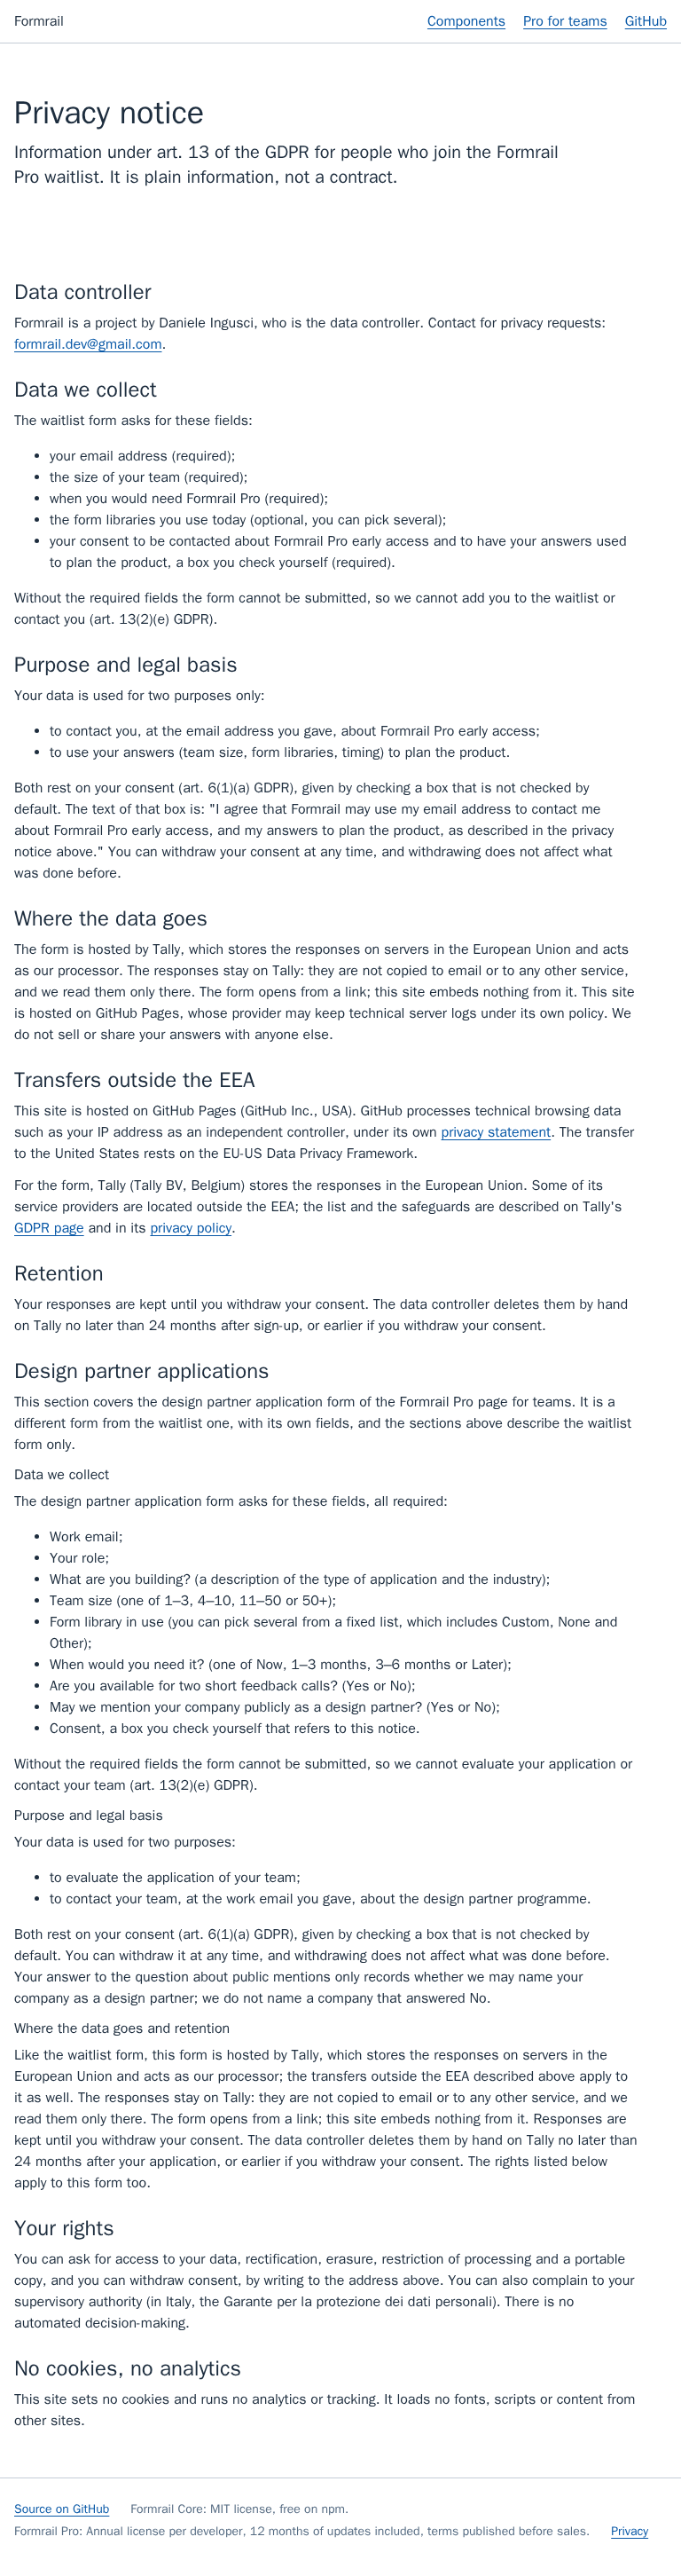 Formrail
Components Pro for teams GitHub
Privacy notice
Information under art. 13 of the GDPR for people who join the Formrail
Pro waitlist. It is plain information, not a contract.
Data controller
Formrail is a project by Daniele Ingusci, who is the data controller. Contact for privacy requests:
formrail.dev@gmail.com.
Data we collect
The waitlist form asks for these fields:
• your email address (required);
• the size of your team (required);
• when you would need Formrail Pro (required);
• the form libraries you use today (optional, you can pick several);
• your consent to be contacted about Formrail Pro early access and to have your answers used
to plan the product, a box you check yourself (required).
Without the required fields the form cannot be submitted, so we cannot add you to the waitlist or
contact you (art. 13(2)(e) GDPR).
Purpose and legal basis
Your data is used for two purposes only:
• to contact you, at the email address you gave, about Formrail Pro early access;
• to use your answers (team size, form libraries, timing) to plan the product.
Both rest on your consent (art. 6(1)(a) GDPR), given by checking a box that is not checked by
default. The text of that box is: "I agree that Formrail may use my email address to contact me
about Formrail Pro early access, and my answers to plan the product, as described in the privacy
notice above." You can withdraw your consent at any time, and withdrawing does not affect what
was done before.
Where the data goes
The form is hosted by Tally, which stores the responses on servers in the European Union and acts
as our processor. The responses stay on Tally: they are not copied to email or to any other service,
and we read them only there. The form opens from a link; this site embeds nothing from it. This site
is hosted on GitHub Pages, whose provider may keep technical server logs under its own policy. We
do not sell or share your answers with anyone else.
Transfers outside the EEA
This site is hosted on GitHub Pages (GitHub Inc., USA). GitHub processes technical browsing data
such as your IP address as an independent controller, under its own privacy statement. The transfer
to the United States rests on the EU-US Data Privacy Framework.
For the form, Tally (Tally BV, Belgium) stores the responses in the European Union. Some of its
service providers are located outside the EEA; the list and the safeguards are described on Tally's
GDPR page and in its privacy policy.
Retention
Your responses are kept until you withdraw your consent. The data controller deletes them by hand
on Tally no later than 24 months after sign-up, or earlier if you withdraw your consent.
Design partner applications
This section covers the design partner application form of the Formrail Pro page for teams. It is a
different form from the waitlist one, with its own fields, and the sections above describe the waitlist
form only.
Data we collect
The design partner application form asks for these fields, all required:
• Work email;
• Your role;
• What are you building? (a description of the type of application and the industry);
• Team size (one of 1–3, 4–10, 11–50 or 50+);
• Form library in use (you can pick several from a fixed list, which includes Custom, None and
Other);
• When would you need it? (one of Now, 1–3 months, 3–6 months or Later);
• Are you available for two short feedback calls? (Yes or No);
• May we mention your company publicly as a design partner? (Yes or No);
• Consent, a box you check yourself that refers to this notice.
Without the required fields the form cannot be submitted, so we cannot evaluate your application or
contact your team (art. 13(2)(e) GDPR).
Purpose and legal basis
Your data is used for two purposes:
• to evaluate the application of your team;
• to contact your team, at the work email you gave, about the design partner programme.
Both rest on your consent (art. 6(1)(a) GDPR), given by checking a box that is not checked by
default. You can withdraw it at any time, and withdrawing does not affect what was done before.
Your answer to the question about public mentions only records whether we may name your
company as a design partner; we do not name a company that answered No.
Where the data goes and retention
Like the waitlist form, this form is hosted by Tally, which stores the responses on servers in the
European Union and acts as our processor; the transfers outside the EEA described above apply to
it as well. The responses stay on Tally: they are not copied to email or to any other service, and we
read them only there. The form opens from a link; this site embeds nothing from it. Responses are
kept until you withdraw your consent. The data controller deletes them by hand on Tally no later than
24 months after your application, or earlier if you withdraw your consent. The rights listed below
apply to this form too.
Your rights
You can ask for access to your data, rectification, erasure, restriction of processing and a portable
copy, and you can withdraw consent, by writing to the address above. You can also complain to your
supervisory authority (in Italy, the Garante per la protezione dei dati personali). There is no
automated decision-making.
No cookies, no analytics
This site sets no cookies and runs no analytics or tracking. It loads no fonts, scripts or content from
other sites.
Source on GitHub Formrail Core: MIT license, free on npm.
Formrail Pro: Annual license per developer, 12 months of updates included, terms published before sales. Privacy